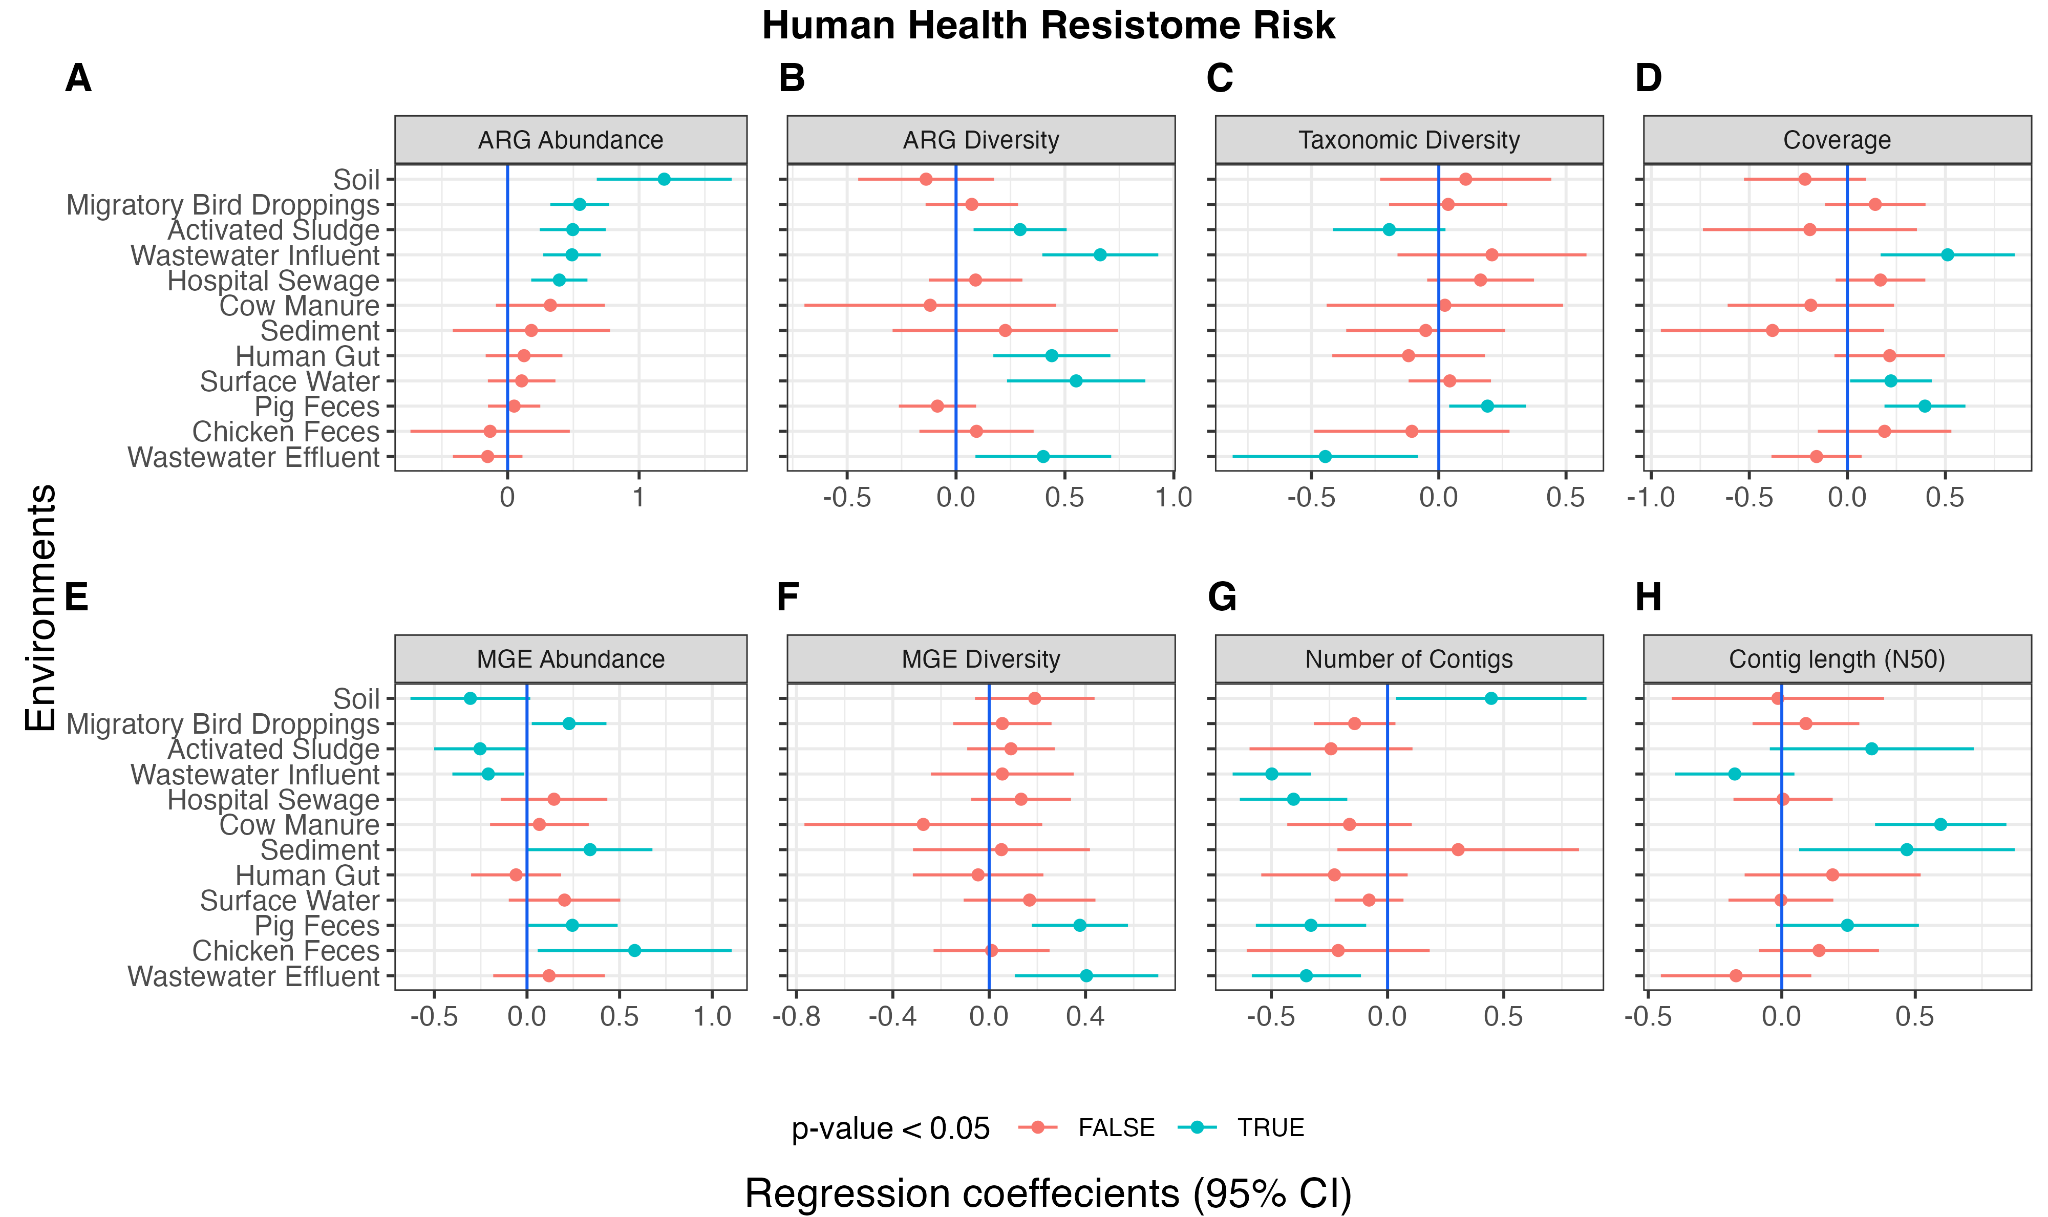 Human Health Resistome Risk
A
B
C
D
ARG Abundance
ARG Diversity
Taxonomic Diversity
Coverage
Soil
Migratory Bird Droppings
Activated Sludge
Wastewater Influent
Hospital Sewage
Cow Manure
Sediment
Human Gut
Surface Water
Pig Feces
Chicken Feces
Wastewater Effluent
0 1
-0.5 0.0 0.5 1.0
-0.5 0.0 0.5
-1.0 -0.5 0.0 0.5
Environments
E
F
G
H
MGE Abundance
MGE Diversity
Number of Contigs
Contig length (N50)
Soil
Migratory Bird Droppings
Activated Sludge
Wastewater Influent
Hospital Sewage
Cow Manure
Sediment
Human Gut
Surface Water
Pig Feces
Chicken Feces
Wastewater Effluent
-0.5 0.0 0.5 1.0
-0.8 -0.4 0.0 0.4
-0.5 0.0 0.5
-0.5 0.0 0.5
p-value < 0.05 FALSE TRUE
Regression coeffecients (95% CI)